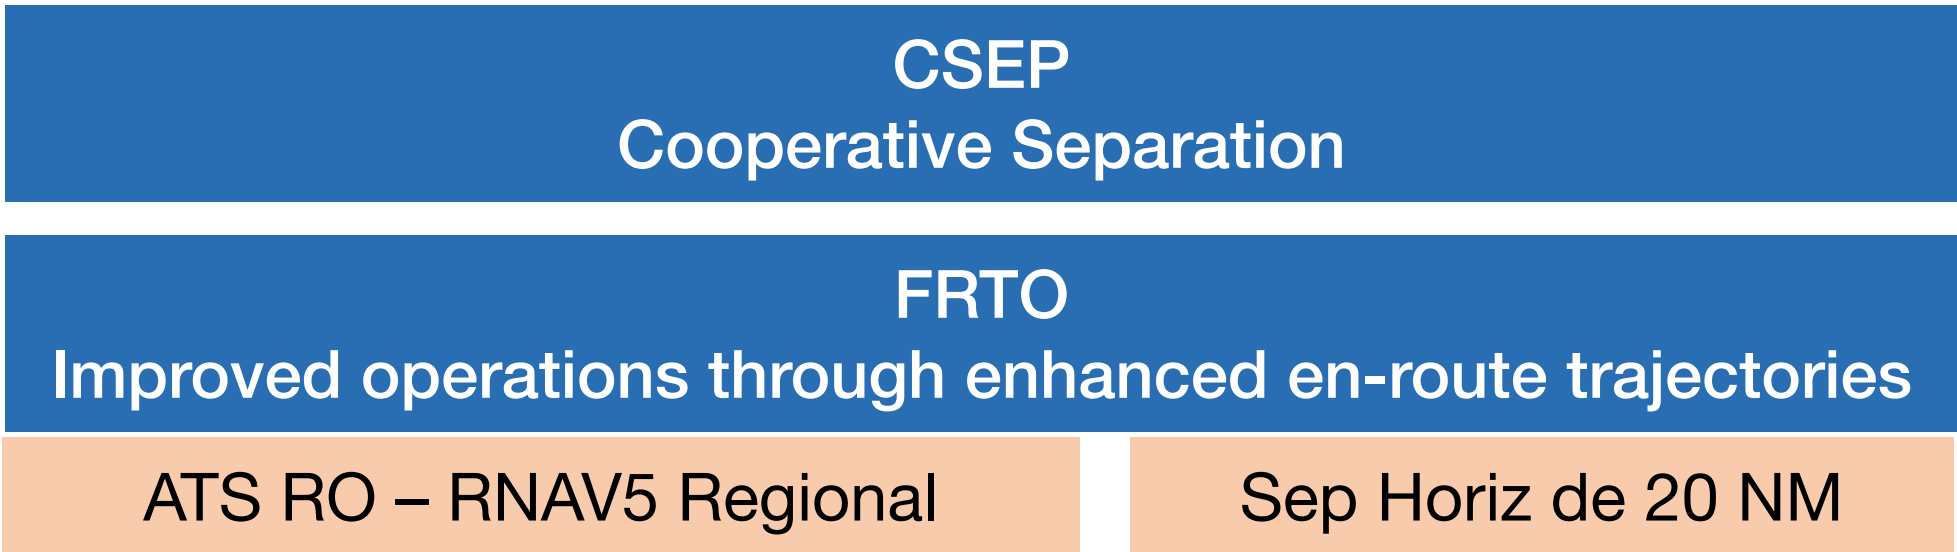 CSEP
Cooperative Separation
FRTO
Improved operations through enhanced en-route trajectories
ATS RO – RNAV5 Regional
Sep Horiz de 20 NM